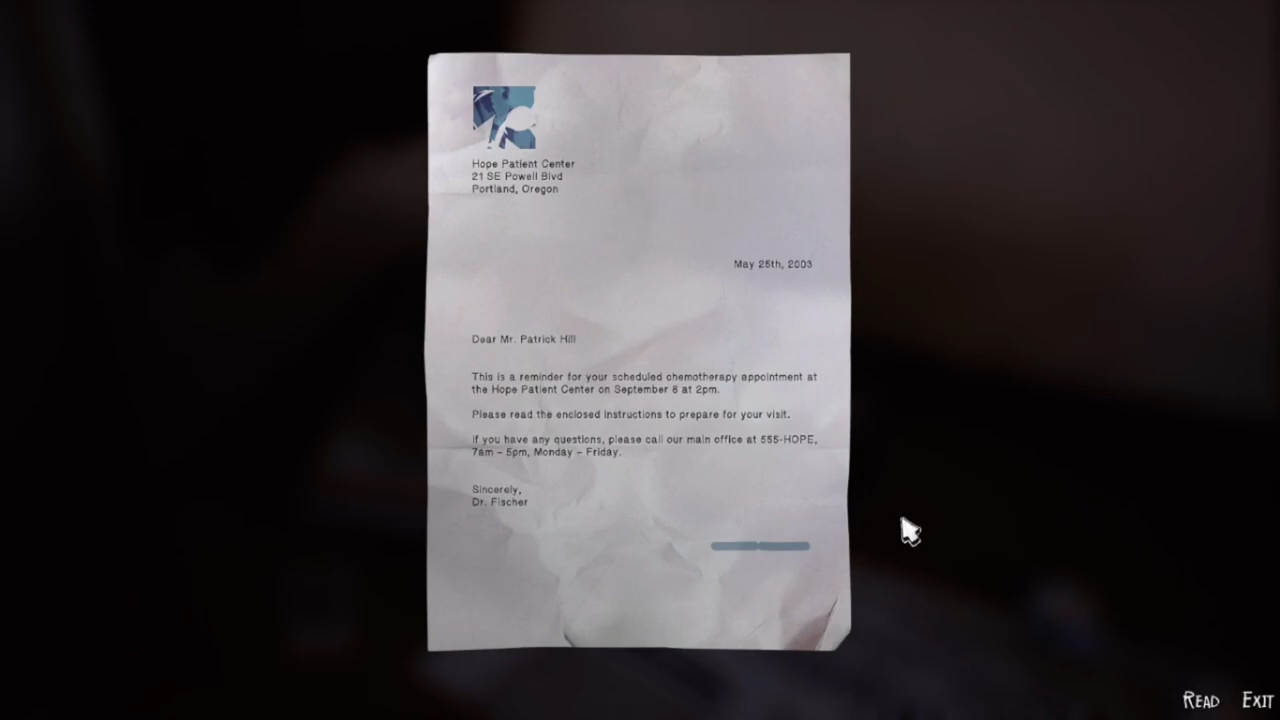 Hope Patient Center
21 SE Powell Blvd
Portland, Oregon
May 25th, 2003
Dear Mr. Patrick Hill
This is a reminder for your scheduled chemotherapy appointment at
the Hope Patient Center on September 8 at 2pm.
Please read the enclosed instructions to prepare for your visit.
If you have any questions, please call our main office at 555-HOPE,
7am – 5pm, Monday – Friday.
Sincerely,
Dr. Fischer
READ EXIT